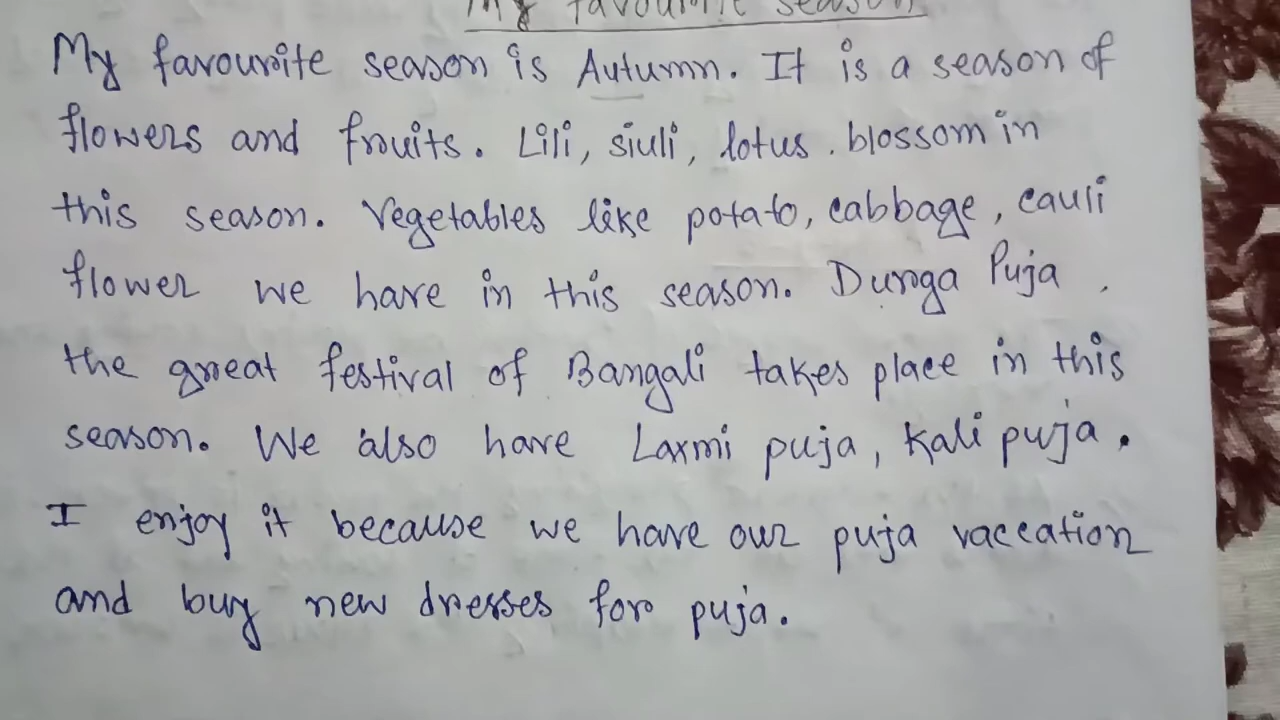 My favourite season
My favourite season is Autumn. It is a season of
flowers and fruits. Lili, siuli, lotus. blossom in
this season. Vegetables like potato, cabbage, cauli
flower we have in this season. Durga Puja,
the great festival of Bangali takes place in this
season. We also have Laxmi puja, Kali puja.
I enjoy it because we have our puja vaccation
and buy new dresses for puja.